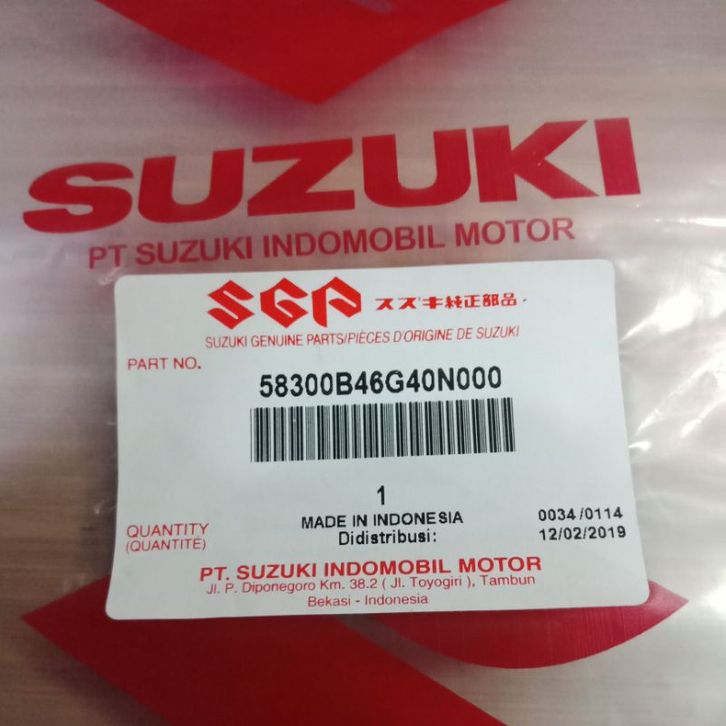 SUZUKI
PT SUZUKI INDOMOBIL MOTOR
SGP スズキ純正部品
SUZUKI GENUINE PARTS/PIÈCES D'ORIGINE DE SUZUKI
PART NO.
58300B46G40N000
1
MADE IN INDONESIA
0034/0114
QUANTITY
(QUANTITÉ)
Didistribusi:
12/02/2019
PT. SUZUKI INDOMOBIL MOTOR
Jl. P. Diponegoro Km. 38.2 ( Jl. Toyogiri ), Tambun
Bekasi - Indonesia